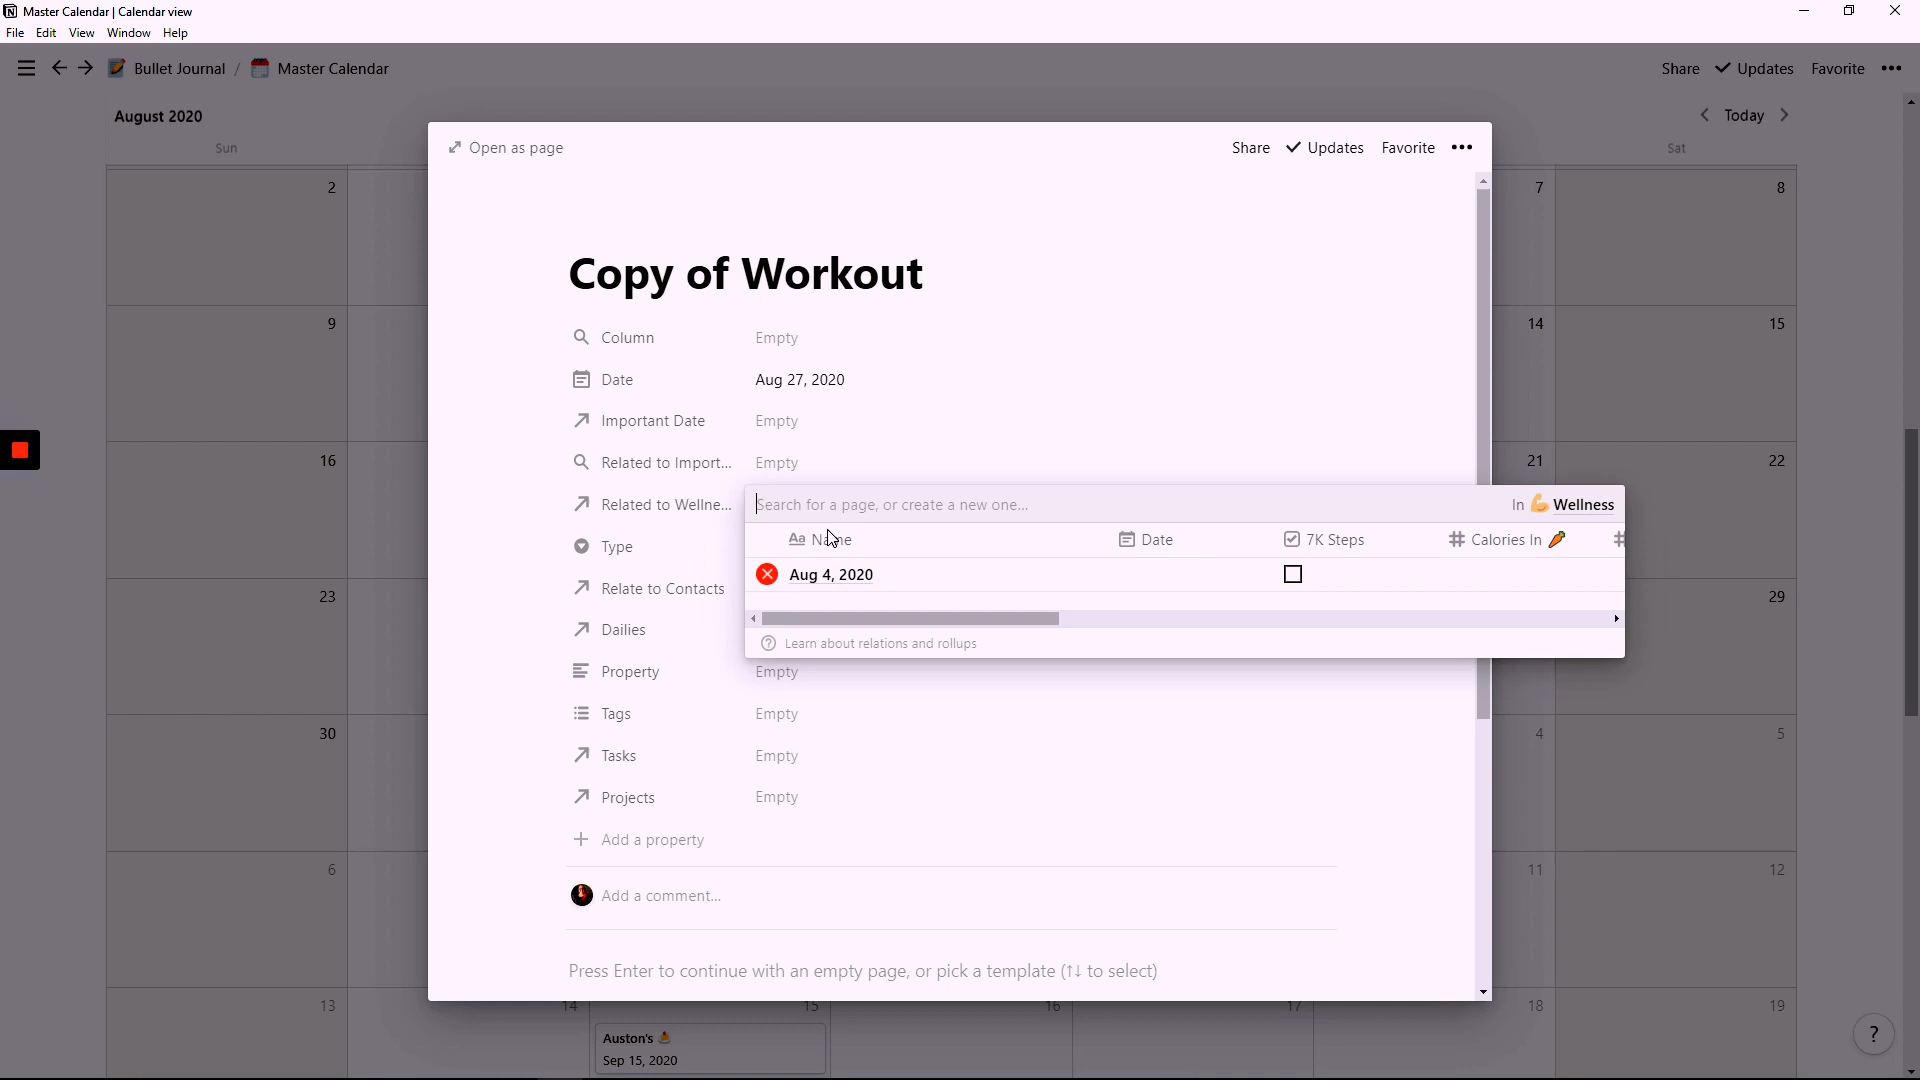 Master Calendar | Calendar view
File Edit View Window Help
Bullet Journal / Master Calendar
Share Updates Favorite
August 2020
Today
Sun
Sat
2
7
8
9
14
15
16
21
22
23
29
30
4
5
6
11
12
13
14
15
16
17
18
19
Auston's
Sep 15, 2020
Open as page
Share Updates Favorite
Copy of Workout
Column Empty
Date Aug 27, 2020
Important Date Empty
Related to Import... Empty
Related to Wellne...
Search for a page, or create a new one...
In Wellness
Aa Name Date 7K Steps # Calories In #
Aug 4, 2020
Learn about relations and rollups
Type
Relate to Contacts
Dailies
Property Empty
Tags Empty
Tasks Empty
Projects Empty
+ Add a property
Add a comment...
Press Enter to continue with an empty page, or pick a template (↑↓ to select)
?